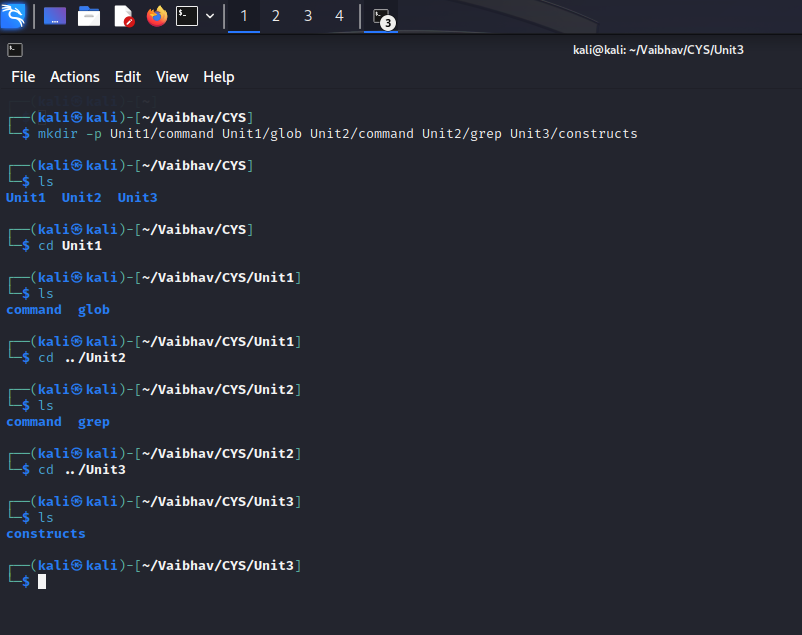 1 2 3 4 3
kali@kali: ~/Vaibhav/CYS/Unit3
File Actions Edit View Help
┌──(kali㉿kali)-[~/Vaibhav/CYS]
└─$ mkdir -p Unit1/command Unit1/glob Unit2/command Unit2/grep Unit3/constructs
┌──(kali㉿kali)-[~/Vaibhav/CYS]
└─$ ls
Unit1 Unit2 Unit3
┌──(kali㉿kali)-[~/Vaibhav/CYS]
└─$ cd Unit1
┌──(kali㉿kali)-[~/Vaibhav/CYS/Unit1]
└─$ ls
command glob
┌──(kali㉿kali)-[~/Vaibhav/CYS/Unit1]
└─$ cd ../Unit2
┌──(kali㉿kali)-[~/Vaibhav/CYS/Unit2]
└─$ ls
command grep
┌──(kali㉿kali)-[~/Vaibhav/CYS/Unit2]
└─$ cd ../Unit3
┌──(kali㉿kali)-[~/Vaibhav/CYS/Unit3]
└─$ ls
constructs
┌──(kali㉿kali)-[~/Vaibhav/CYS/Unit3]
└─$